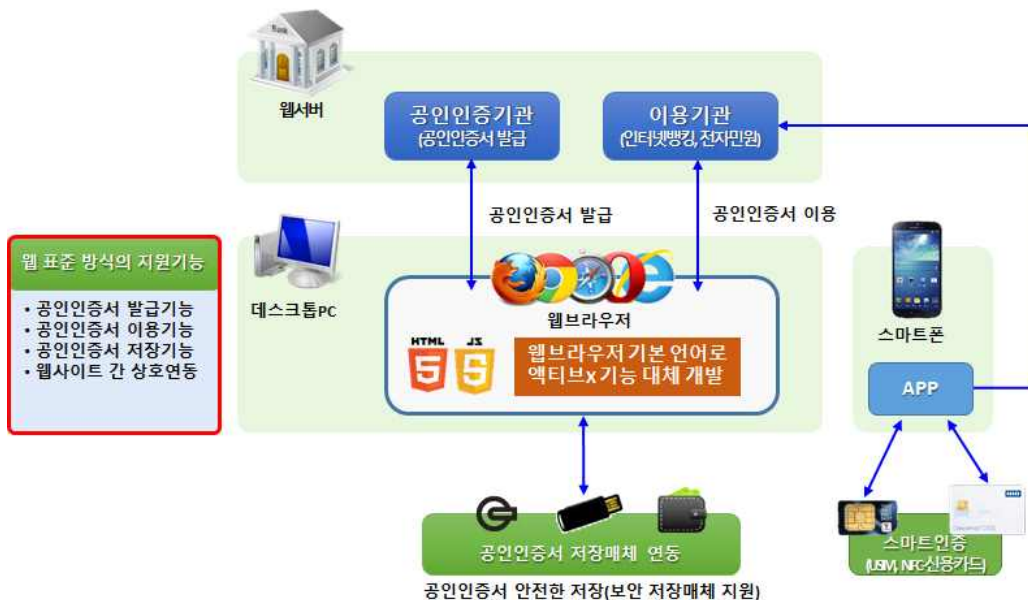 Bank
웹서버
공인인증기관
(공인인증서 발급
이용기관
(인터넷뱅킹, 전자민원)
공인인증서 발급
공인인증서 이용
웹 표준 방식의 지원기능
• 공인인증서 발급기능
• 공인인증서 이용기능
• 공인인증서 저장기능
• 웹사이트 간 상호연동
데스크톱PC
웹브라우저
HTML
JS
5
5
웹브라우저 기본 언어로
액티브X 기능 대체 개발
스마트폰
APP
공인인증서 저장매체 연동
공인인증서 안전한 저장(보안 저장매체 지원)
스마트인증
(USIM, NFC신용카드)